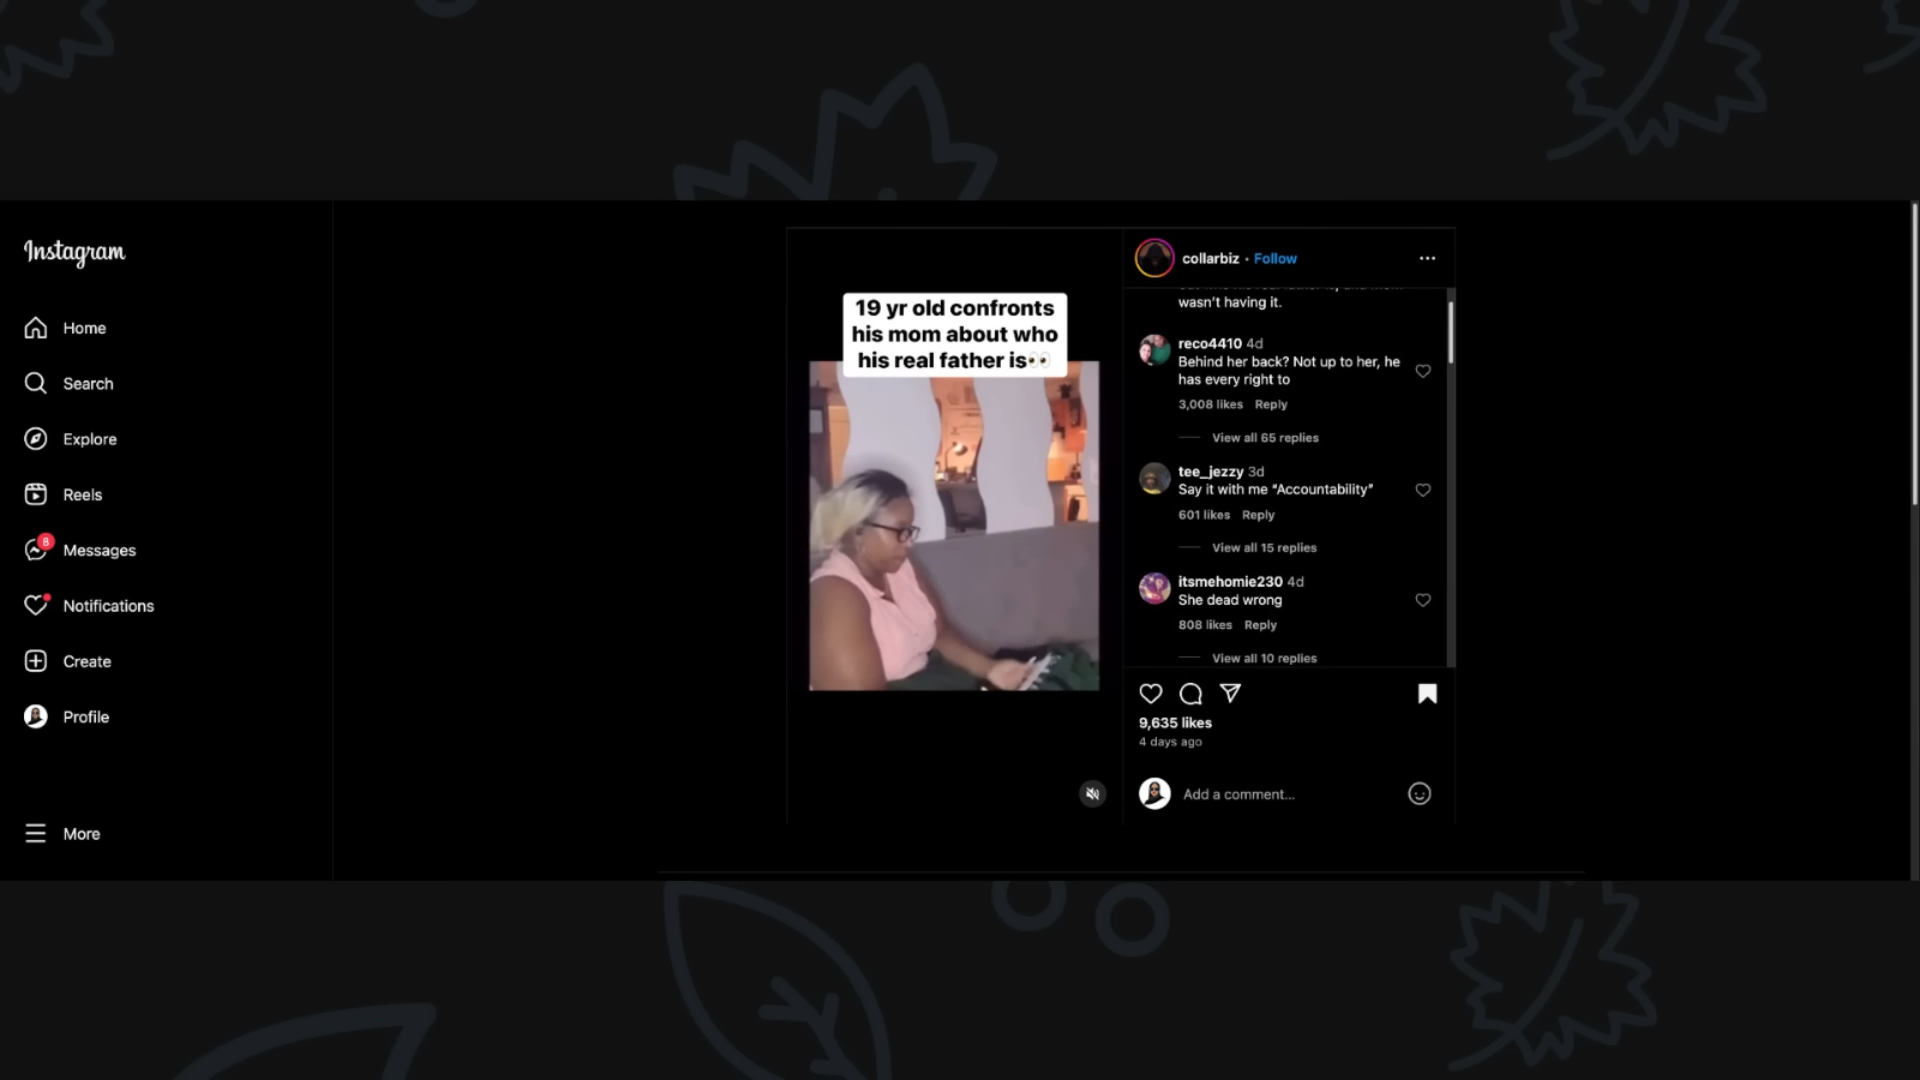 Instagram
Home
Search
Explore
Reels
8
Messages
Notifications
Create
Profile
More
19 yr old confronts
his mom about who
his real father is👀
collarbiz • Follow
wasn't having it.
reco4410 4d
Behind her back? Not up to her, he
has every right to
3,008 likes Reply
View all 65 replies
tee_jezzy 3d
Say it with me “Accountability”
601 likes Reply
View all 15 replies
itsmehomie230 4d
She dead wrong
808 likes Reply
View all 10 replies
9,635 likes
4 days ago
Add a comment...